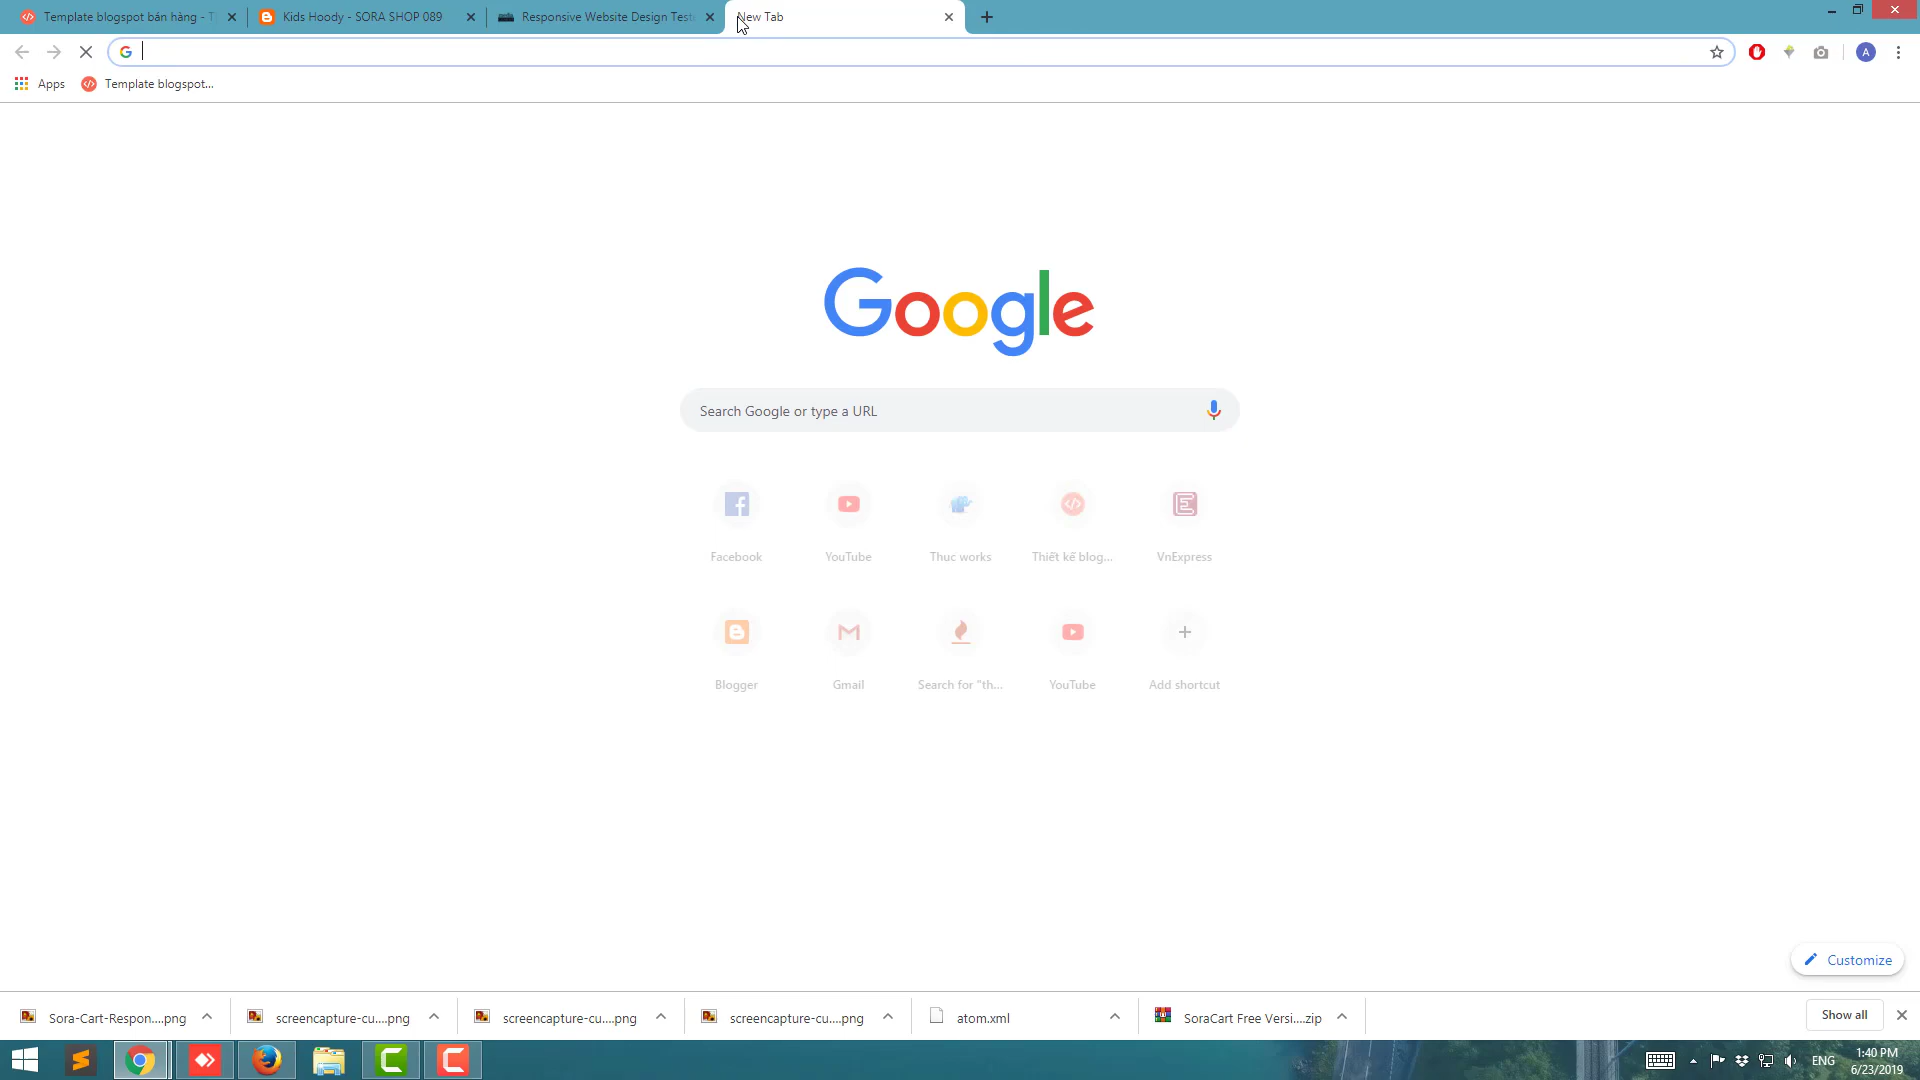 Template blogspot bán hàng - T
Kids Hoody - SORA SHOP 089
Responsive Website Design Test
New Tab
Apps
Template blogspot...
A
Google
Search Google or type a URL
Facebook
YouTube
Thuc works
Thiết kế blog...
VnExpress
Blogger
Gmail
Search for "th...
YouTube
Add shortcut
Customize
Sora-Cart-Respon....png
screencapture-cu....png
screencapture-cu....png
screencapture-cu....png
atom.xml
SoraCart Free Versi....zip
Show all
ENG
1:40 PM
6/23/2019